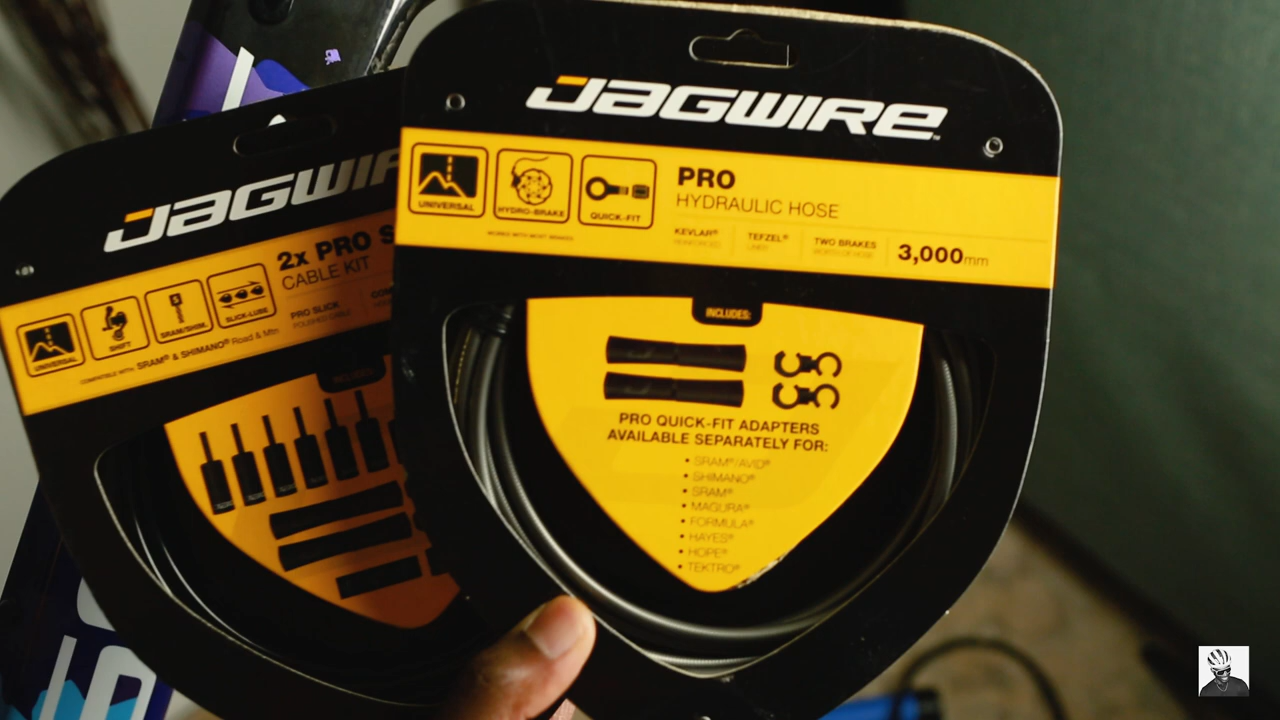 JAGWIRE
UNIVERSAL
HYDRO-BRAKE
QUICK-FIT
WORKS WITH MOST BRAKES
PRO
HYDRAULIC HOSE
KEVLAR®
REINFORCED
TEFZEL®
LINER
TWO BRAKES
WORTH OF HOSE
3,000mm
INCLUDES:
PRO QUICK-FIT ADAPTERS
AVAILABLE SEPARATELY FOR:
• SRAM®/AVID®
• SHIMANO®
• SRAM®
• MAGURA®
• FORMULA®
• HAYES®
• HOPE®
• TEKTRO®
JAGWIR
2x PRO S
CABLE KIT
UNIVERSAL
SHIFT
SRAM/SHIM.
SLICK-LUBE
PRO SLICK
POLISHED CABLE
COMPATIBLE WITH SRAM® & SHIMANO® Road & Mtn
INCLUDES: